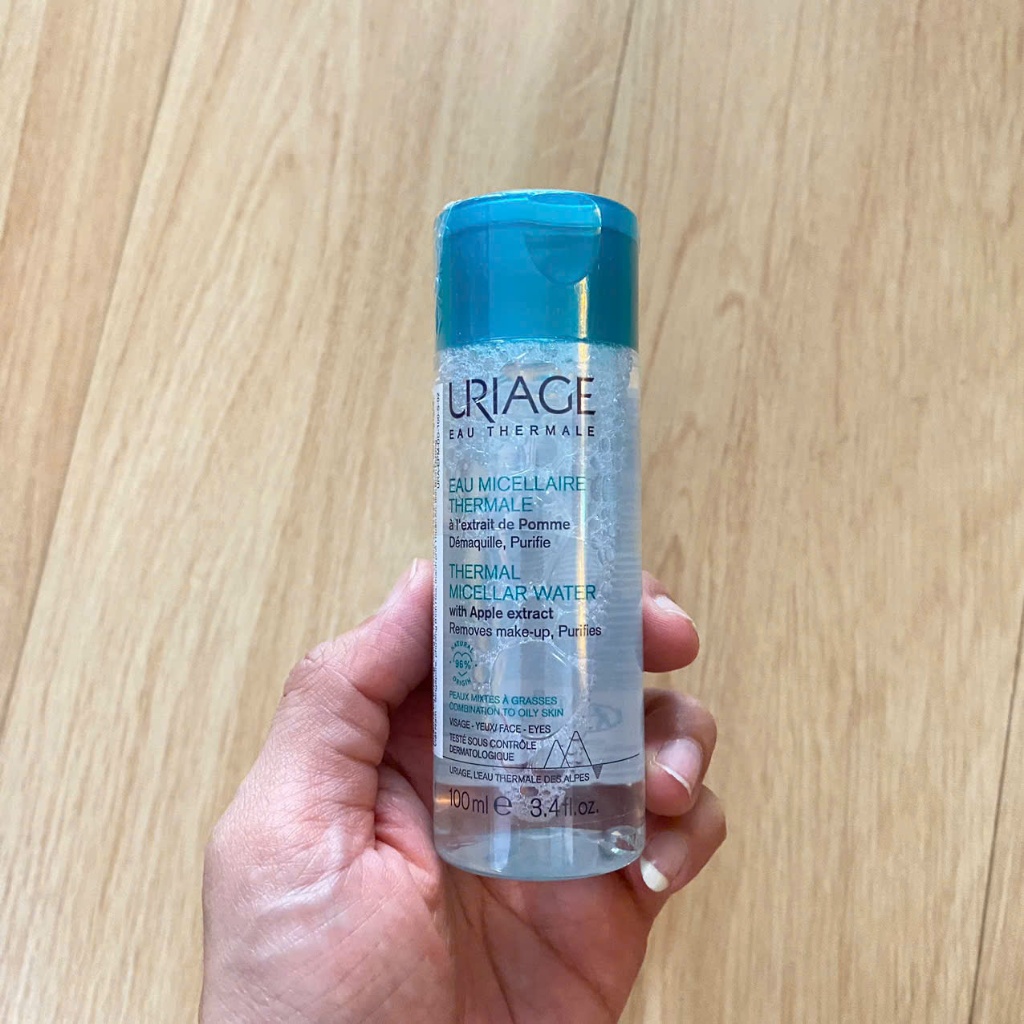 URIAGE
EAU THERMALE
EAU MICELLAIRE
THERMALE
à l'extrait de Pomme
Démaquille, Purifie
THERMAL
MICELLAR WATER
with Apple extract
Removes make-up, Purifies
NATURAL
96%
ORIGIN
PEAUX MIXTES À GRASSES
COMBINATION TO OILY SKIN
VISAGE - YEUX/ FACE - EYES
TESTÉ SOUS CONTRÔLE
DERMATOLOGIQUE
URIAGE, L'EAU THERMALE DES ALPES
100 ml e 3.4 fl.oz.